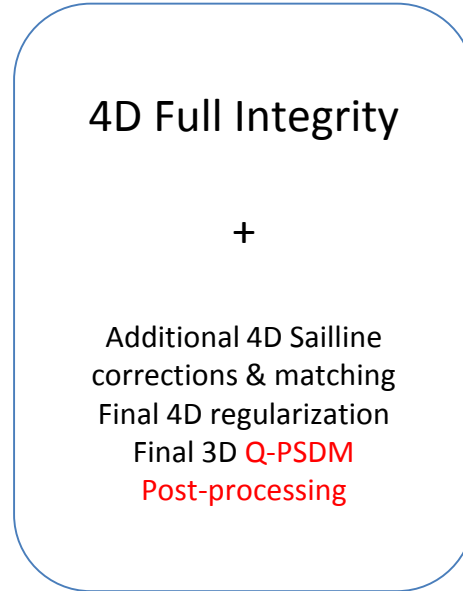 4D Full Integrity
+
Additional 4D Sailline
corrections & matching
Final 4D regularization
Final 3D Q-PSDM
Post-processing